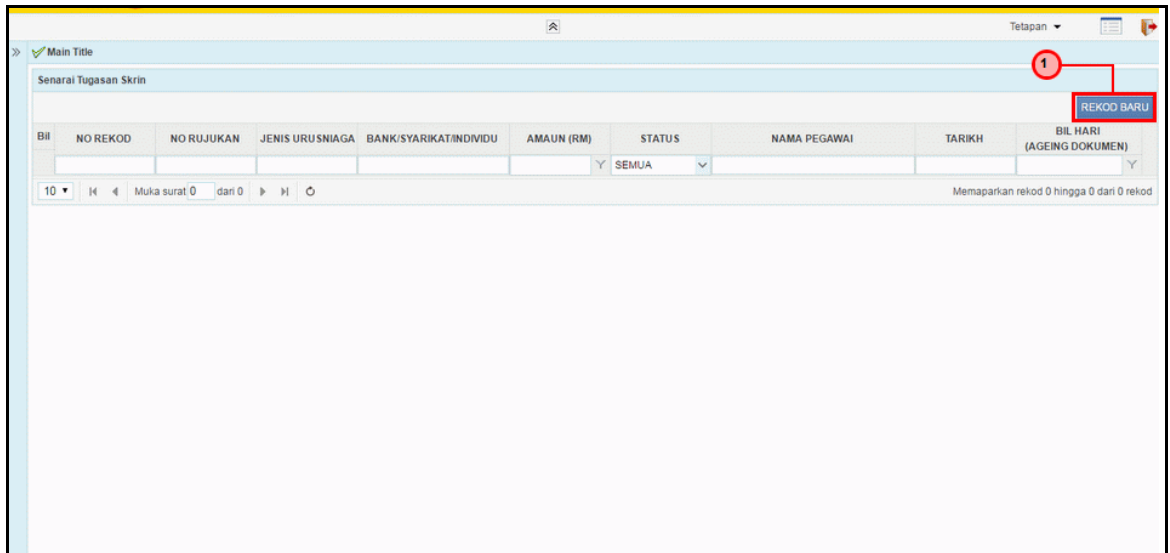 Tetapan
Main Title
1
Senarai Tugasan Skrin
REKOD BARU
Bil NO REKOD NO RUJUKAN JENIS URUSNIAGA BANK/SYARIKAT/INDIVIDU AMAUN (RM) STATUS NAMA PEGAWAI TARIKH BIL HARI
(AGEING DOKUMEN)
SEMUA
10 Muka surat 0 dari 0 Memaparkan rekod 0 hingga 0 dari 0 rekod